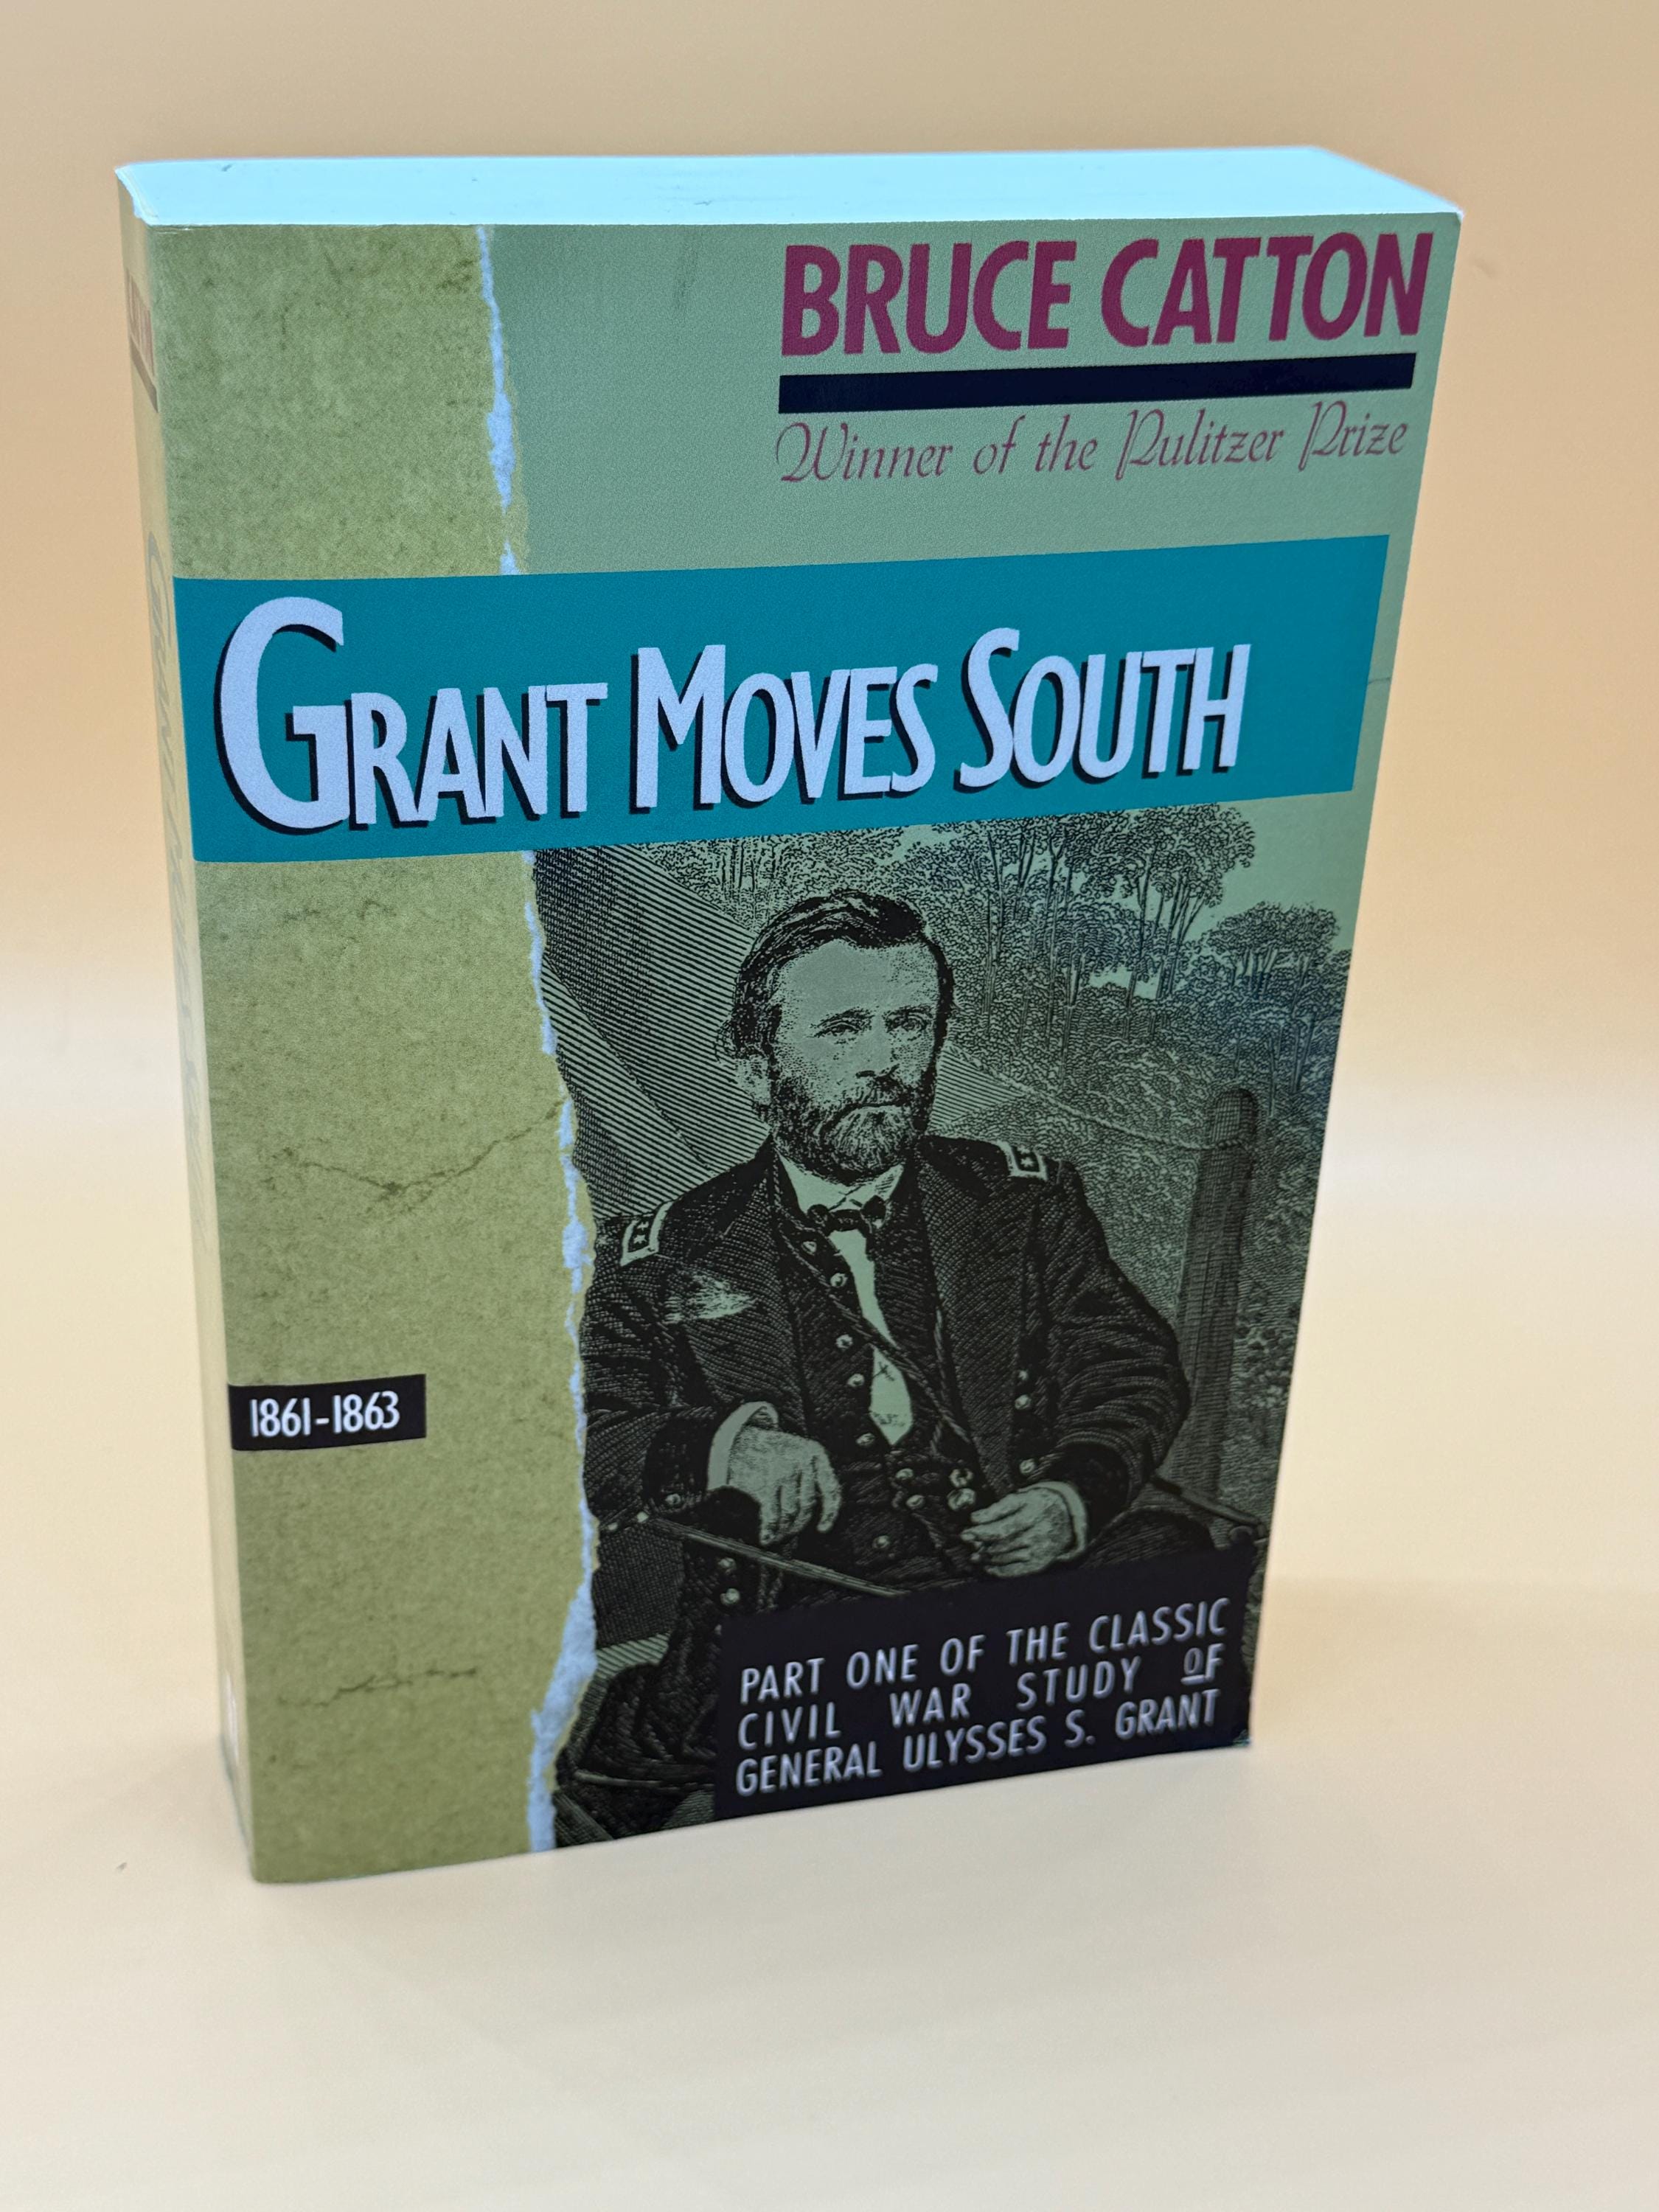 BRUCE CATTON
Winner of the Pulitzer Prize
GRANT MOVES SOUTH
1861-1863
PART ONE OF THE CLASSIC
CIVIL WAR STUDY OF
GENERAL ULYSSES S. GRANT